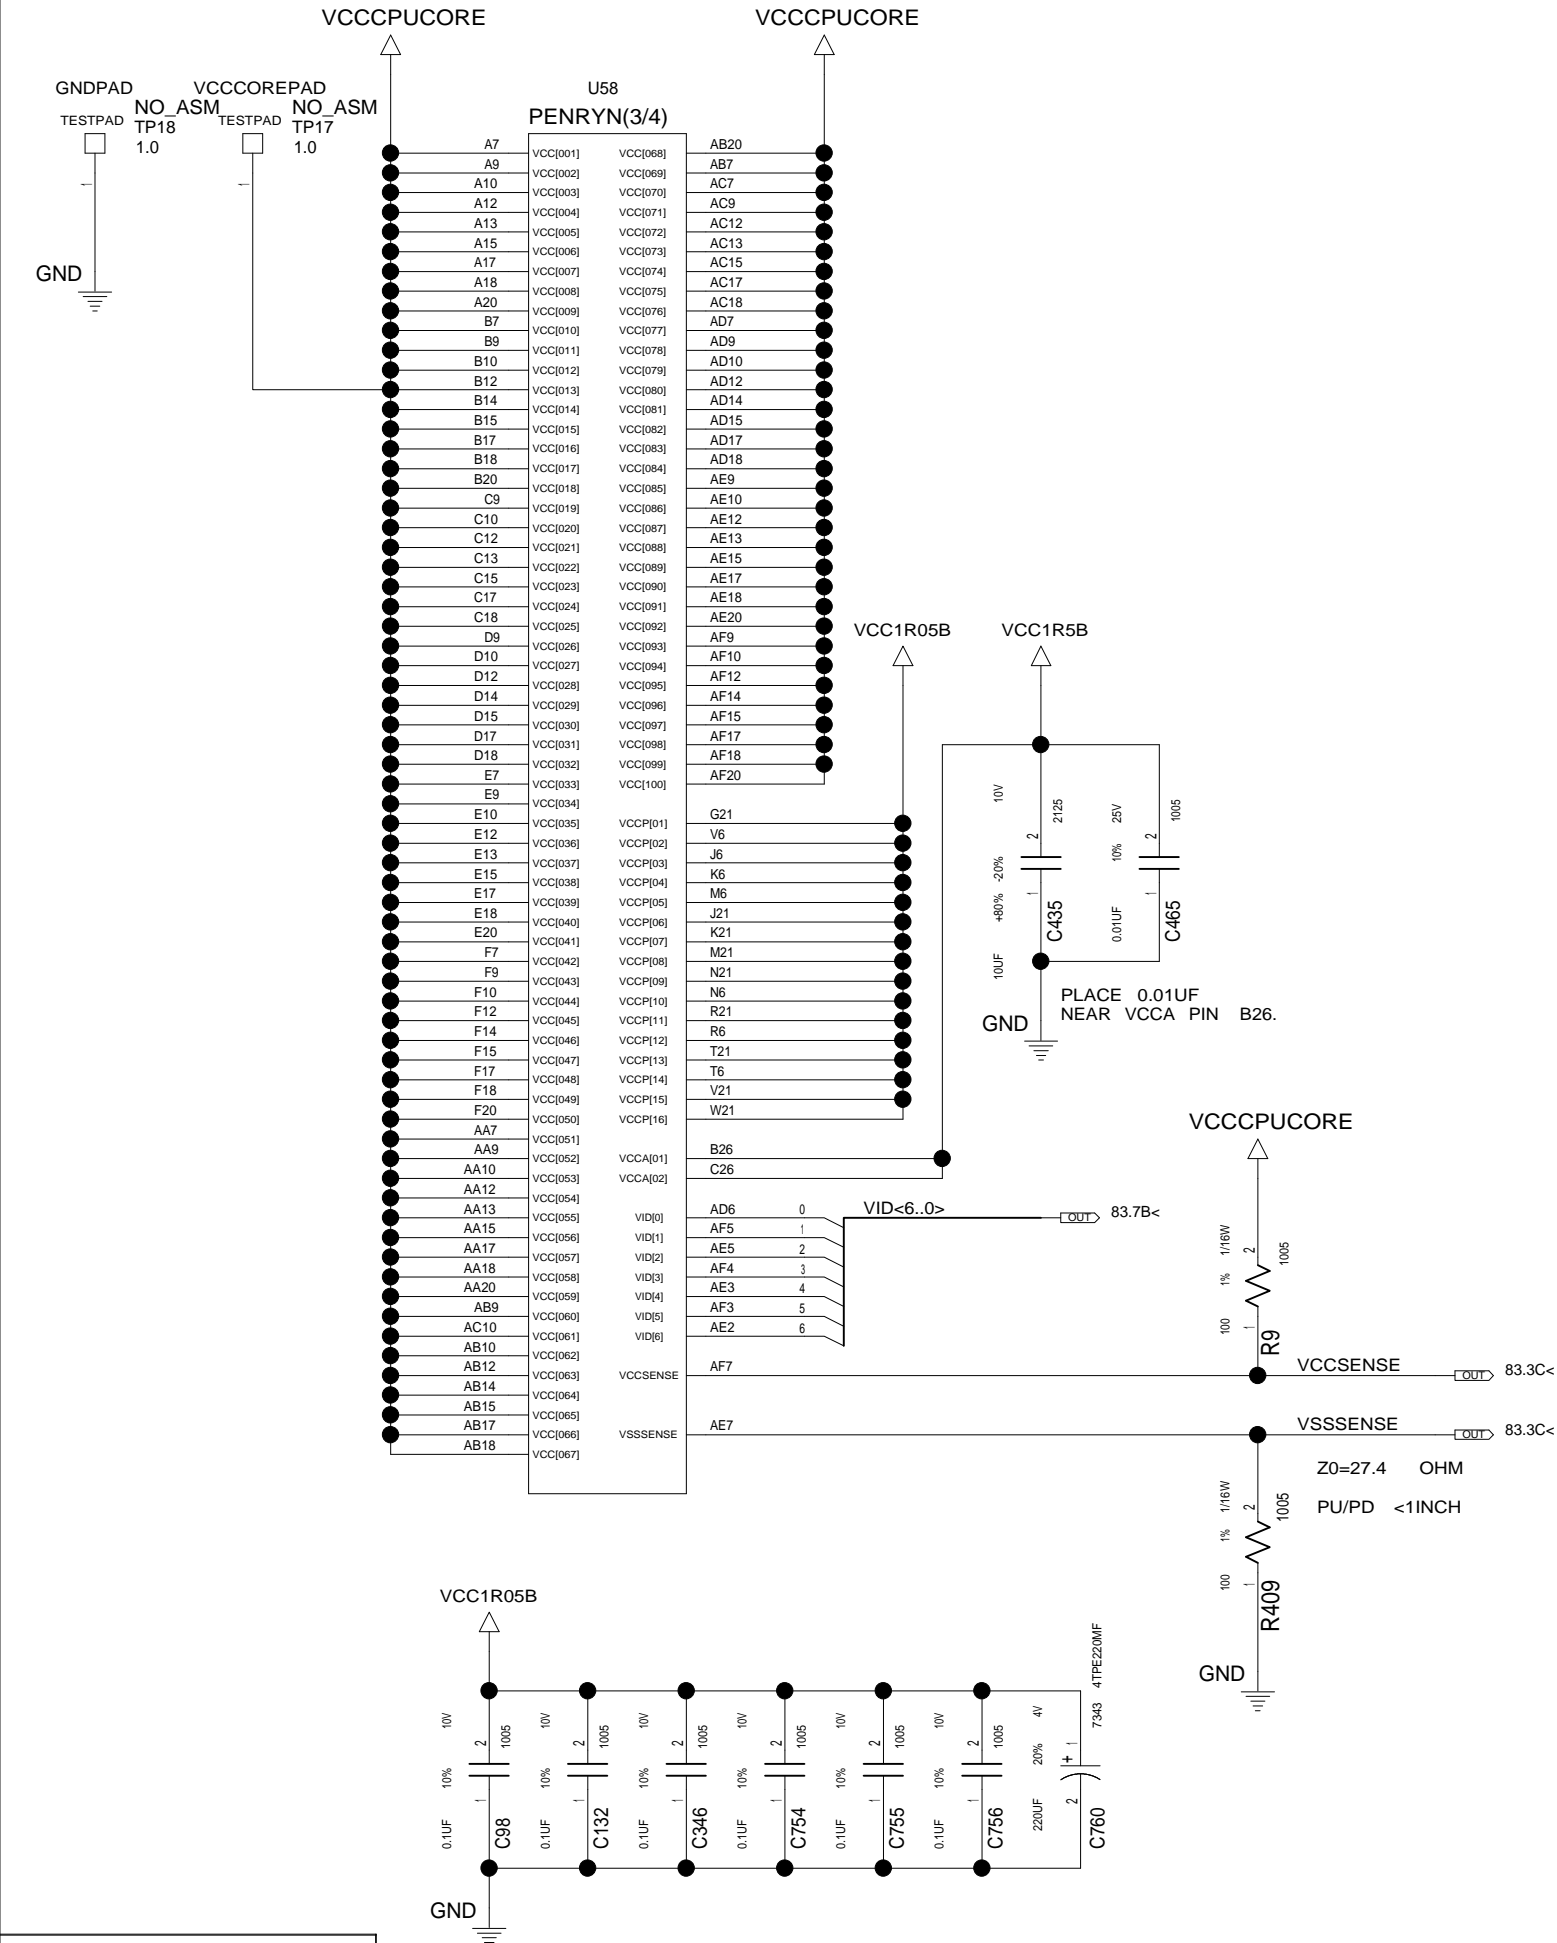 VCCCPUCORE
VCCCPUCORE
GNDPAD
VCCCOREPAD
NO_ASM
NO_ASM
TESTPAD
TP18
TESTPAD
TP17
1.0
1.0
1
1
GND
U58
PENRYN(3/4)
A7 VCC[001] VCC[068] AB20
A9 VCC[002] VCC[069] AB7
A10 VCC[003] VCC[070] AC7
A12 VCC[004] VCC[071] AC9
A13 VCC[005] VCC[072] AC12
A15 VCC[006] VCC[073] AC13
A17 VCC[007] VCC[074] AC15
A18 VCC[008] VCC[075] AC17
A20 VCC[009] VCC[076] AC18
B7 VCC[010] VCC[077] AD7
B9 VCC[011] VCC[078] AD9
B10 VCC[012] VCC[079] AD10
B12 VCC[013] VCC[080] AD12
B14 VCC[014] VCC[081] AD14
B15 VCC[015] VCC[082] AD15
B17 VCC[016] VCC[083] AD17
B18 VCC[017] VCC[084] AD18
B20 VCC[018] VCC[085] AE9
C9 VCC[019] VCC[086] AE10
C10 VCC[020] VCC[087] AE12
C12 VCC[021] VCC[088] AE13
C13 VCC[022] VCC[089] AE15
C15 VCC[023] VCC[090] AE17
C17 VCC[024] VCC[091] AE18
C18 VCC[025] VCC[092] AE20
D9 VCC[026] VCC[093] AF9
D10 VCC[027] VCC[094] AF10
D12 VCC[028] VCC[095] AF12
D14 VCC[029] VCC[096] AF14
D15 VCC[030] VCC[097] AF15
D17 VCC[031] VCC[098] AF17
D18 VCC[032] VCC[099] AF18
E7 VCC[033] VCC[100] AF20
E9 VCC[034]
E10 VCC[035] VCCP[01] G21
E12 VCC[036] VCCP[02] V6
E13 VCC[037] VCCP[03] J6
E15 VCC[038] VCCP[04] K6
E17 VCC[039] VCCP[05] M6
E18 VCC[040] VCCP[06] J21
E20 VCC[041] VCCP[07] K21
F7 VCC[042] VCCP[08] M21
F9 VCC[043] VCCP[09] N21
F10 VCC[044] VCCP[10] N6
F12 VCC[045] VCCP[11] R21
F14 VCC[046] VCCP[12] R6
F15 VCC[047] VCCP[13] T21
F17 VCC[048] VCCP[14] T6
F18 VCC[049] VCCP[15] V21
F20 VCC[050] VCCP[16] W21
AA7 VCC[051]
AA9 VCC[052] VCCA[01] B26
AA10 VCC[053] VCCA[02] C26
AA12 VCC[054]
AA13 VCC[055] VID[0] AD6 0
AA15 VCC[056] VID[1] AF5 1
AA17 VCC[057] VID[2] AE5 2
AA18 VCC[058] VID[3] AF4 3
AA20 VCC[059] VID[4] AE3 4
AB9 VCC[060] VID[5] AF3 5
AC10 VCC[061] VID[6] AE2 6
AB10 VCC[062]
AB12 VCC[063] VCCSENSE AF7
AB14 VCC[064]
AB15 VCC[065]
AB17 VCC[066] VSSSENSE AE7
AB18 VCC[067]
VCC1R05B
VCC1R5B
10UF +80% -20% 10V
1 2
C435 2125
0.01UF 10% 25V
1 2
C465 1005
GND
PLACE 0.01UF
NEAR VCCA PIN B26.
VID<6..0> OUT 83.7B<
VCCCPUCORE
100 1% 1/16W
1 2
R9 1005
VCCSENSE OUT 83.3C<
VSSSENSE OUT 83.3C<
Z0=27.4 OHM
PU/PD <1INCH
100 1% 1/16W
1 2
R409 1005
GND
VCC1R05B
0.1UF 10% 10V
1 2
C98 1005
0.1UF 10% 10V
1 2
C132 1005
0.1UF 10% 10V
1 2
C346 1005
0.1UF 10% 10V
1 2
C754 1005
0.1UF 10% 10V
1 2
C755 1005
0.1UF 10% 10V
1 2
C756 1005
220UF 20% 4V
2 + 1
C760 7343 4TPE220MF
GND